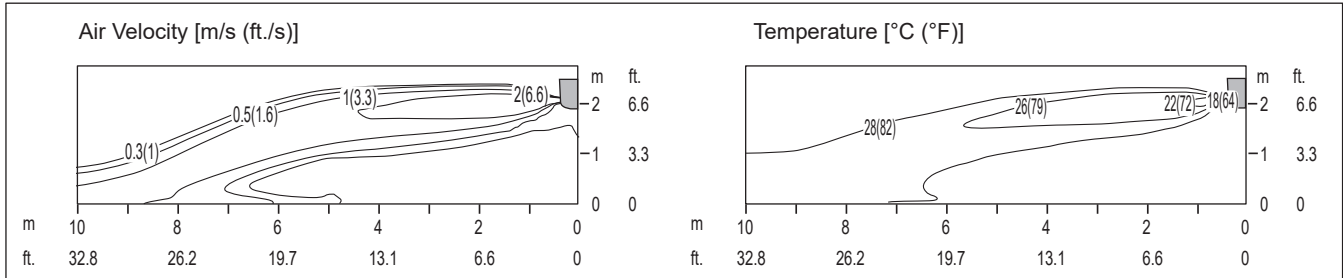 Air Velocity [m/s (ft./s)]
0.3(1)
0.5(1.6)
1(3.3)
2(6.6)
m ft.
2 6.6
1 3.3
0 0
m 10 8 6 4 2 0
ft. 32.8 26.2 19.7 13.1 6.6 0
Temperature [°C (°F)]
28(82)
26(79)
22(72)
18(64)
m ft.
2 6.6
1 3.3
0 0
m 10 8 6 4 2 0
ft. 32.8 26.2 19.7 13.1 6.6 0